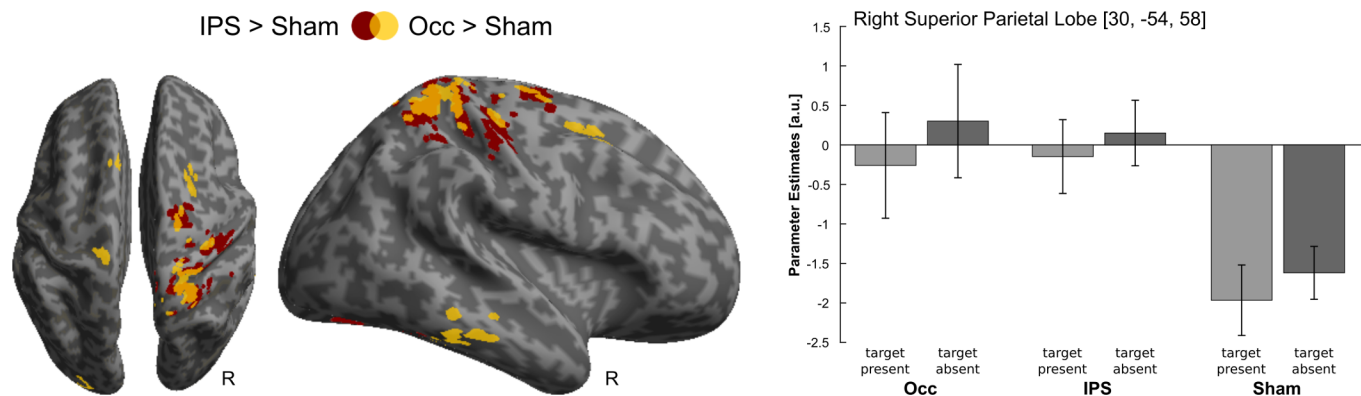 IPS > Sham Occ > Sham
R
R
Right Superior Parietal Lobe [30, -54, 58]
Parameter Estimates [a.u.]
1.5
1
0.5
0
-0.5
-1
-1.5
-2
-2.5
target present target absent target present target absent target present target absent
Occ IPS Sham